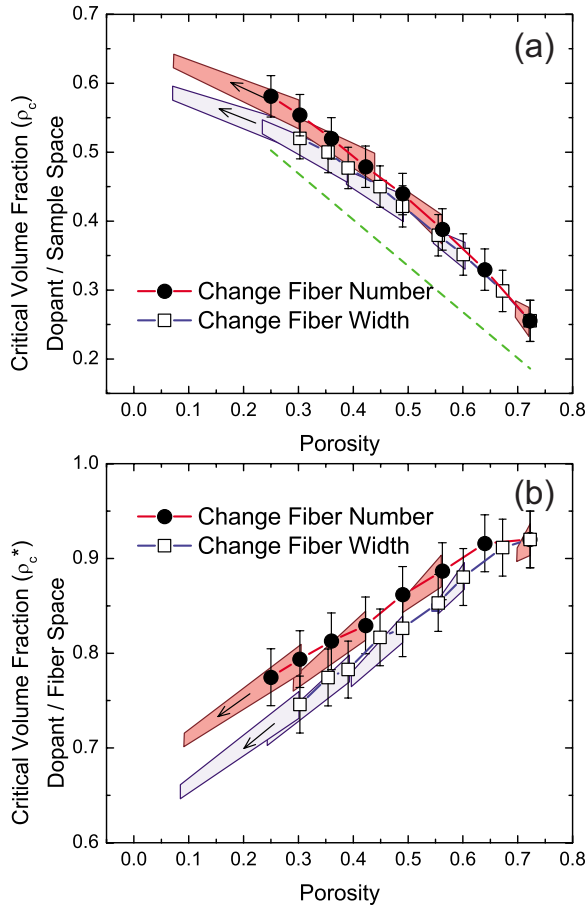 (a)
0.7
0.6
0.5
0.4
0.3
0.2
Critical Volume Fraction (ρc)
Dopant / Sample Space
Change Fiber Number
Change Fiber Width
0.0 0.1 0.2 0.3 0.4 0.5 0.6 0.7 0.8
Porosity
(b)
1.0
0.9
0.8
0.7
0.6
Critical Volume Fraction (ρc*)
Dopant / Fiber Space
Change Fiber Number
Change Fiber Width
0.0 0.1 0.2 0.3 0.4 0.5 0.6 0.7 0.8
Porosity